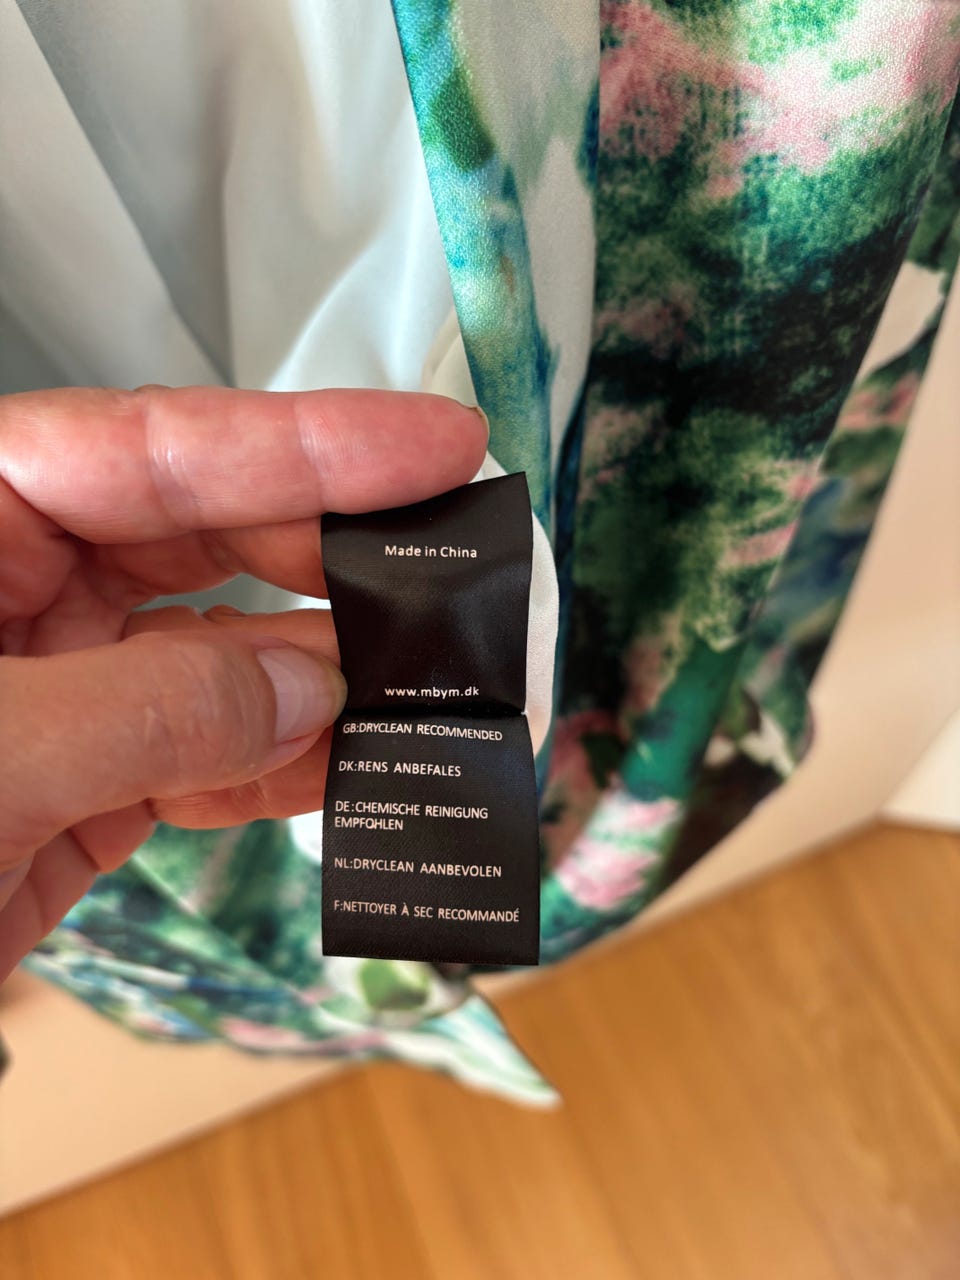 Made in China
www.mbym.dk
GB:DRYCLEAN RECOMMENDED
DK:RENS ANBEFALES
DE:CHEMISCHE REINIGUNG
EMPFOHLEN
NL:DRYCLEAN AANBEVOLEN
F:NETTOYER À SEC RECOMMANDÉ